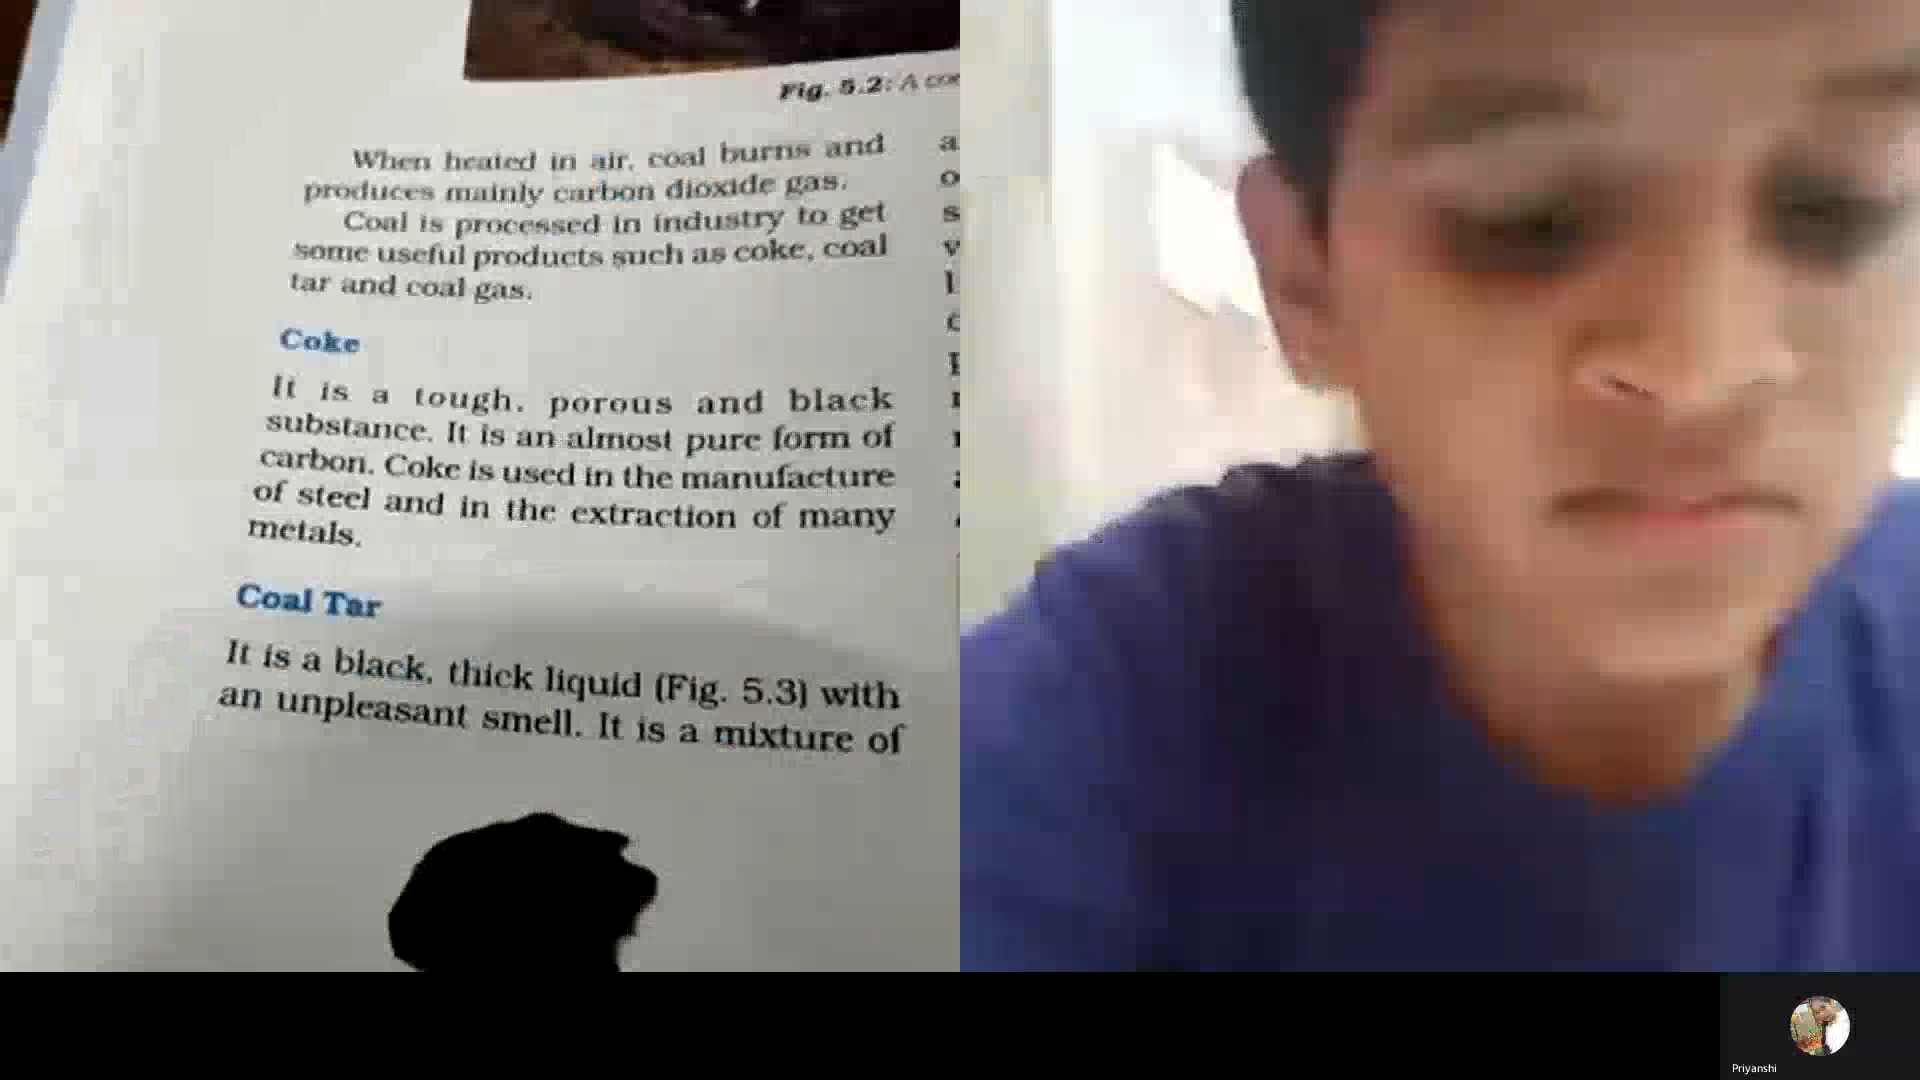 Fig. 5.2: A
When heated in air, coal burns and
produces mainly carbon dioxide gas.
Coal is processed in industry to get
some useful products such as coke, coal
tar and coal gas.
Coke
It is a tough, porous and black
substance. It is an almost pure form of
carbon. Coke is used in the manufacture
of steel and in the extraction of many
metals.
Coal Tar
It is a black, thick liquid (Fig. 5.3) with
an unpleasant smell. It is a mixture of
Priyanshi